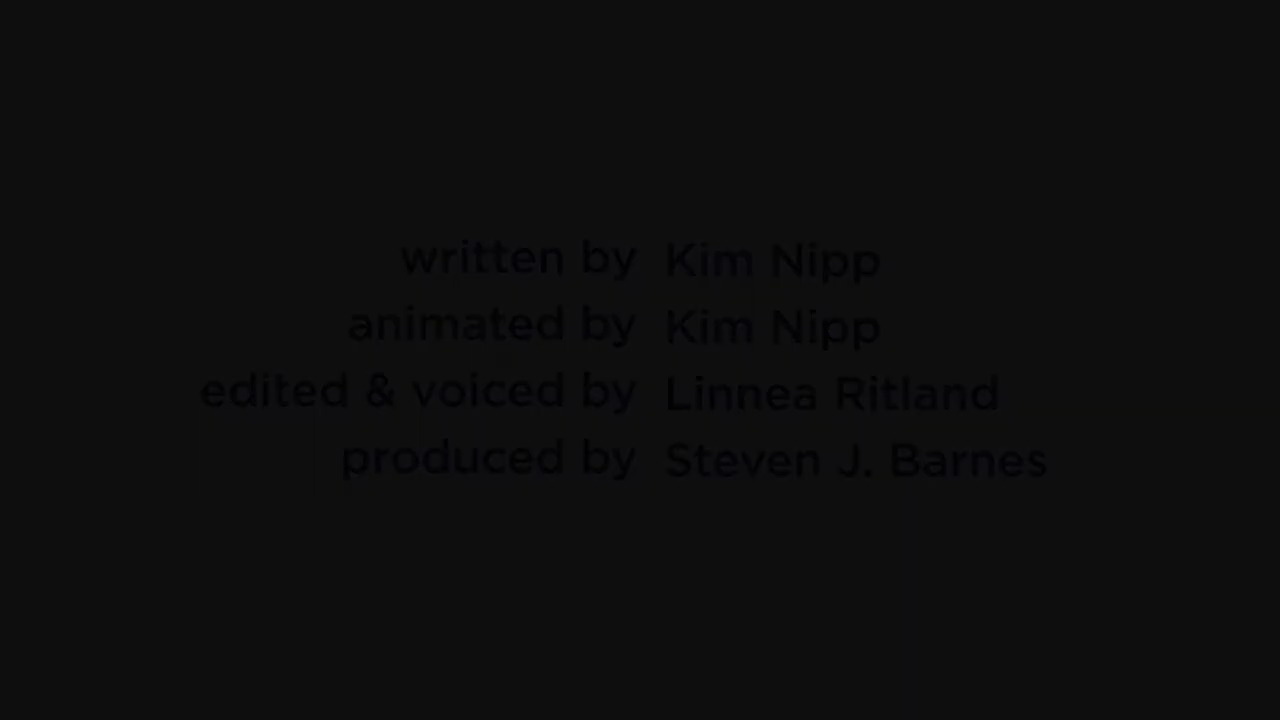 written by Kim Nipp
animated by Kim Nipp
edited & voiced by Linnea Ritland
produced by Steven J. Barnes